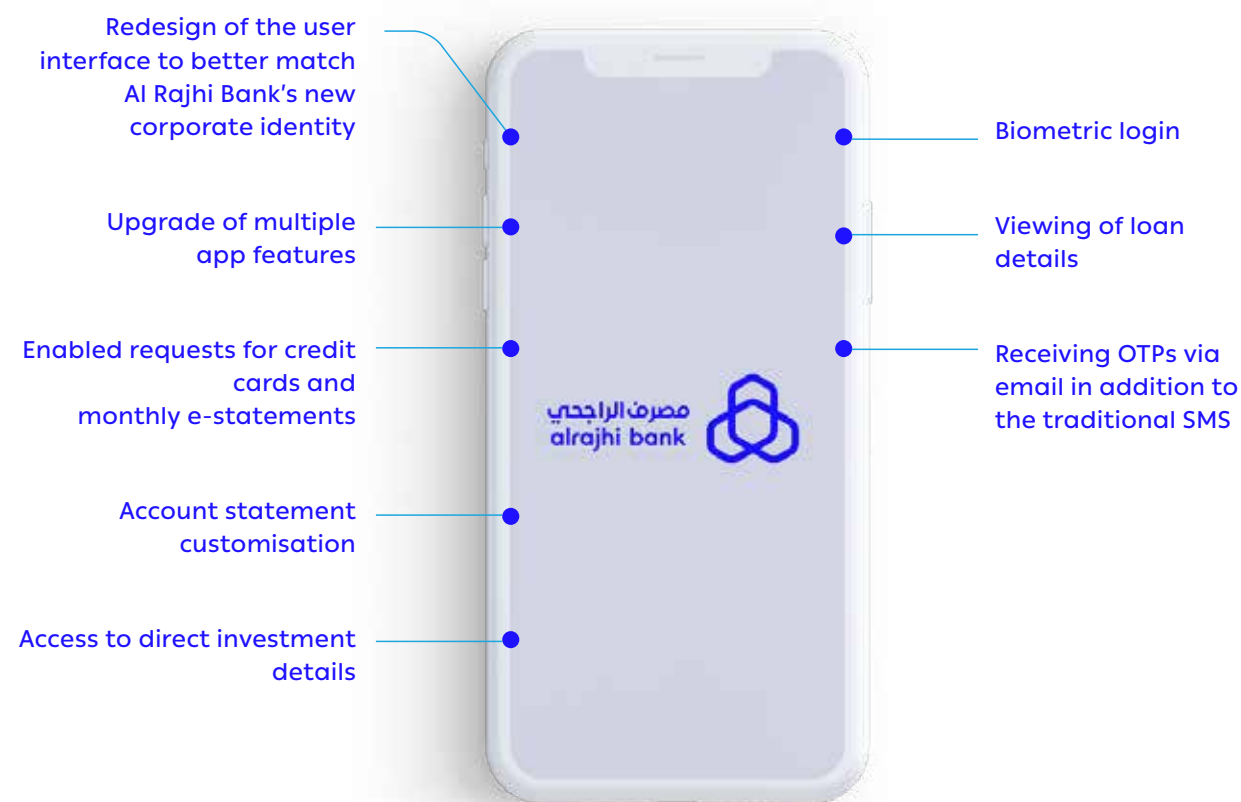 Redesign of the user
interface to better match
Al Rajhi Bank's new
corporate identity
Upgrade of multiple
app features
Enabled requests for credit
cards and
monthly e-statements
Account statement
customisation
Access to direct investment
details
مصرف الراجحي
alrajhi bank
Biometric login
Viewing of loan
details
Receiving OTPs via
email in addition to
the traditional SMS